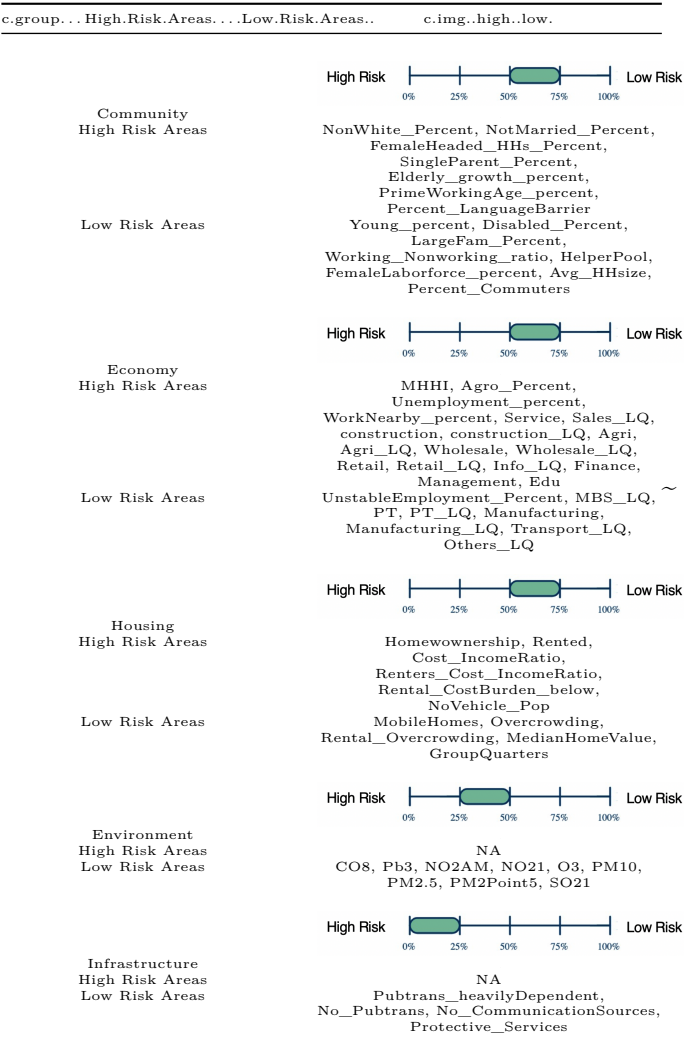 c.group...High.Risk.Areas....Low.Risk.Areas.. c.img..high..low.
High Risk Low Risk
0% 25% 50% 75% 100%
Community
High Risk Areas NonWhite_Percent, NotMarried_Percent,
FemaleHeaded_HHs_Percent,
SingleParent_Percent,
Elderly_growth_percent,
PrimeWorkingAge_percent,
Percent_LanguageBarrier
Low Risk Areas Young_percent, Disabled_Percent,
LargeFam_Percent,
Working_Nonworking_ratio, HelperPool,
FemaleLaborforce_percent, Avg_HHsize,
Percent_Commuters
High Risk Low Risk
0% 25% 50% 75% 100%
Economy
High Risk Areas MHHI, Agro_Percent,
Unemployment_percent,
WorkNearby_percent, Service, Sales_LQ,
construction, construction_LQ, Agri,
Agri_LQ, Wholesale, Wholesale_LQ,
Retail, Retail_LQ, Info_LQ, Finance,
Management, Edu
Low Risk Areas UnstableEmployment_Percent, MBS_LQ, ~
PT, PT_LQ, Manufacturing,
Manufacturing_LQ, Transport_LQ,
Others_LQ
High Risk Low Risk
0% 25% 50% 75% 100%
Housing
High Risk Areas Homewownership, Rented,
Cost_IncomeRatio,
Renters_Cost_IncomeRatio,
Rental_CostBurden_below,
NoVehicle_Pop
Low Risk Areas MobileHomes, Overcrowding,
Rental_Overcrowding, MedianHomeValue,
GroupQuarters
High Risk Low Risk
0% 25% 50% 75% 100%
Environment
High Risk Areas NA
Low Risk Areas CO8, Pb3, NO2AM, NO21, O3, PM10,
PM2.5, PM2Point5, SO21
High Risk Low Risk
0% 25% 50% 75% 100%
Infrastructure
High Risk Areas NA
Low Risk Areas Pubtrans_heavilyDependent,
No_Pubtrans, No_CommunicationSources,
Protective_Services